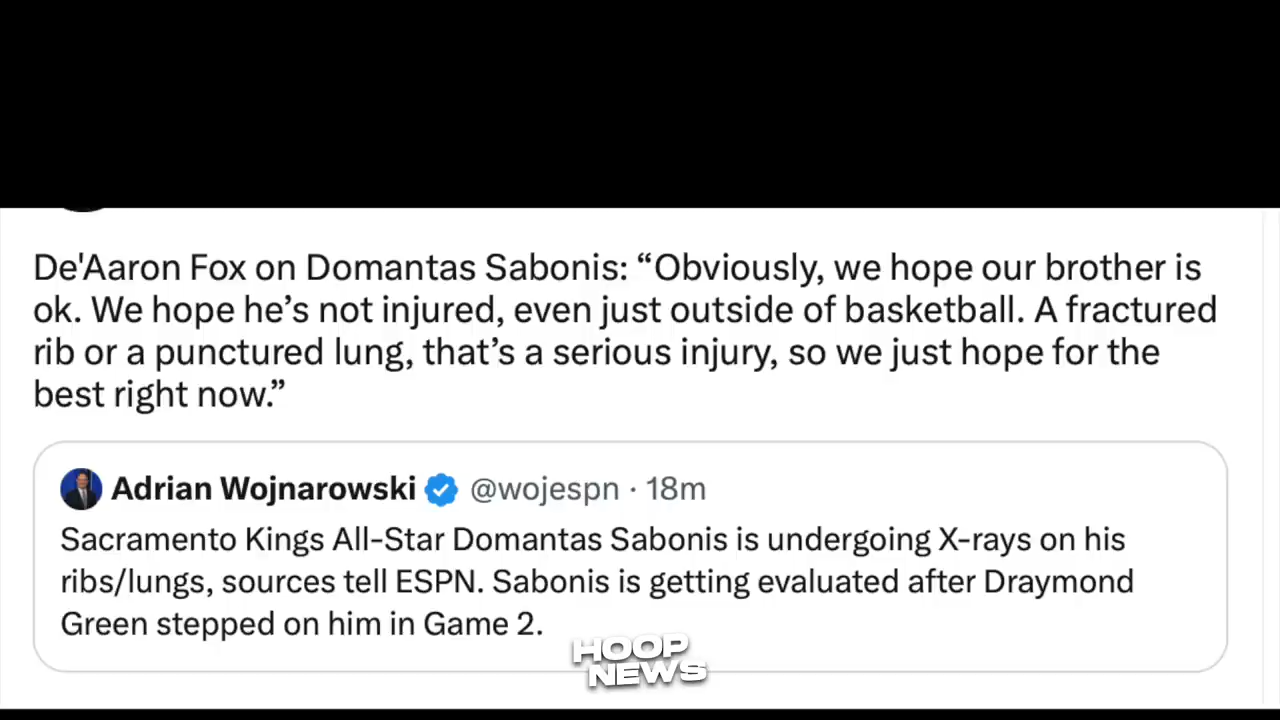 De'Aaron Fox on Domantas Sabonis: “Obviously, we hope our brother is
ok. We hope he’s not injured, even just outside of basketball. A fractured
rib or a punctured lung, that’s a serious injury, so we just hope for the
best right now.”
Adrian Wojnarowski @wojespn · 18m
Sacramento Kings All-Star Domantas Sabonis is undergoing X-rays on his
ribs/lungs, sources tell ESPN. Sabonis is getting evaluated after Draymond
Green stepped on him in Game 2.
HOOP
NEWS